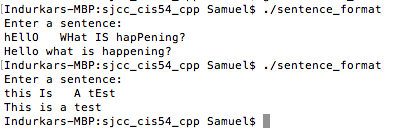 [Indurkars-MBP:sjcc_cis54_cpp Samuel$ ./sentence_format
Enter a sentence:
hEllO   WHat IS hapPening?
Hello what is happening?
[Indurkars-MBP:sjcc_cis54_cpp Samuel$ ./sentence_format
Enter a sentence:
this Is   A tEst
This is a test
Indurkars-MBP:sjcc_cis54_cpp Samuel$